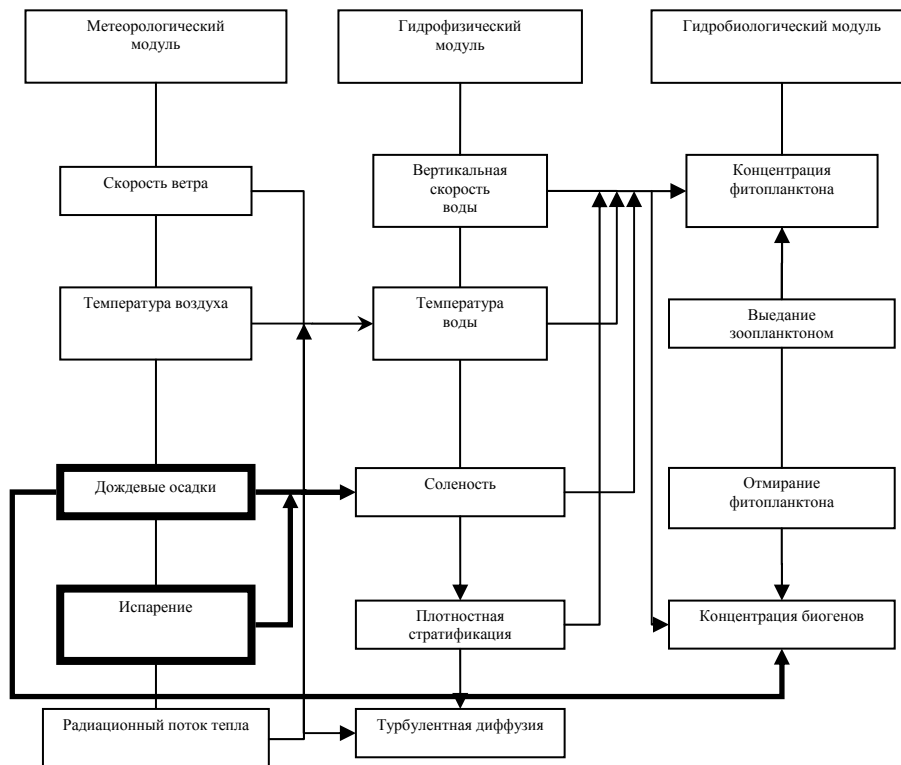 Метеорологический
модуль
Гидрофизический
модуль
Гидробиологический модуль
Скорость ветра
Вертикальная
скорость
воды
Концентрация
фитопланктона
Температура воздуха
Температура
воды
Выедание
зоопланктоном
Дождевые осадки
Соленость
Отмирание
фитопланктона
Испарение
Плотностная
стратификация
Концентрация биогенов
Радиационный поток тепла
Турбулентная диффузия